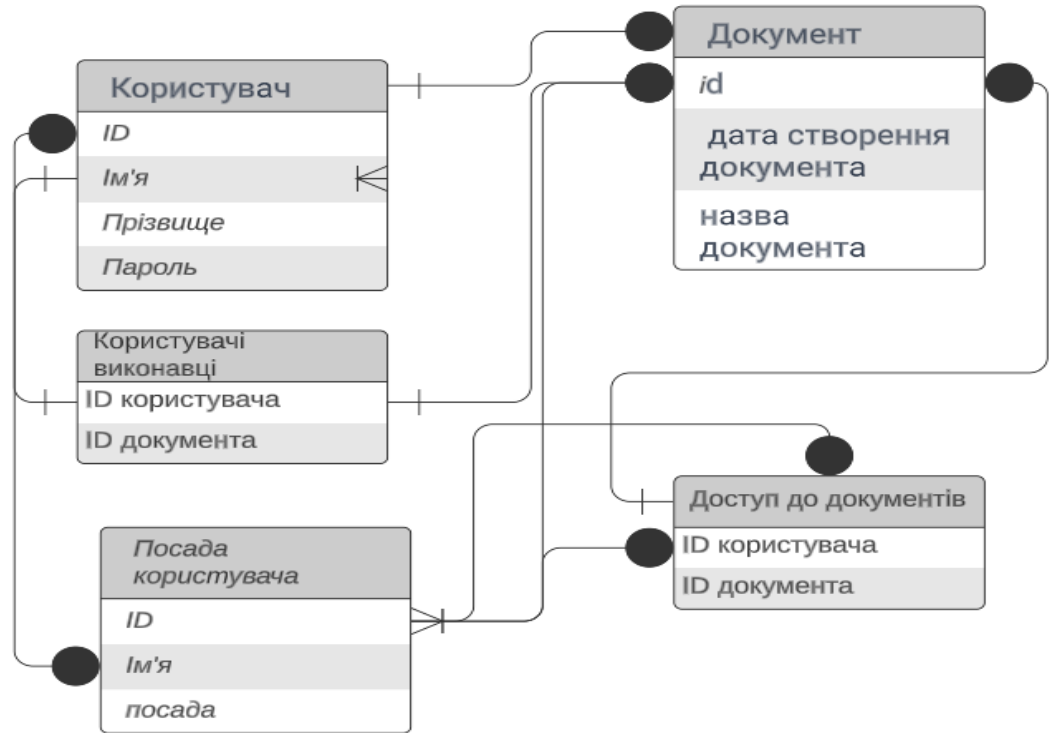 Користувач
ID
Ім'я
Прізвище
Пароль
Документ
id
дата створення
документа
назва
документа
Користувачі
виконавці
ID користувача
ID документа
Посада
користувача
ID
Ім'я
посада
Доступ до документів
ID користувача
ID документа